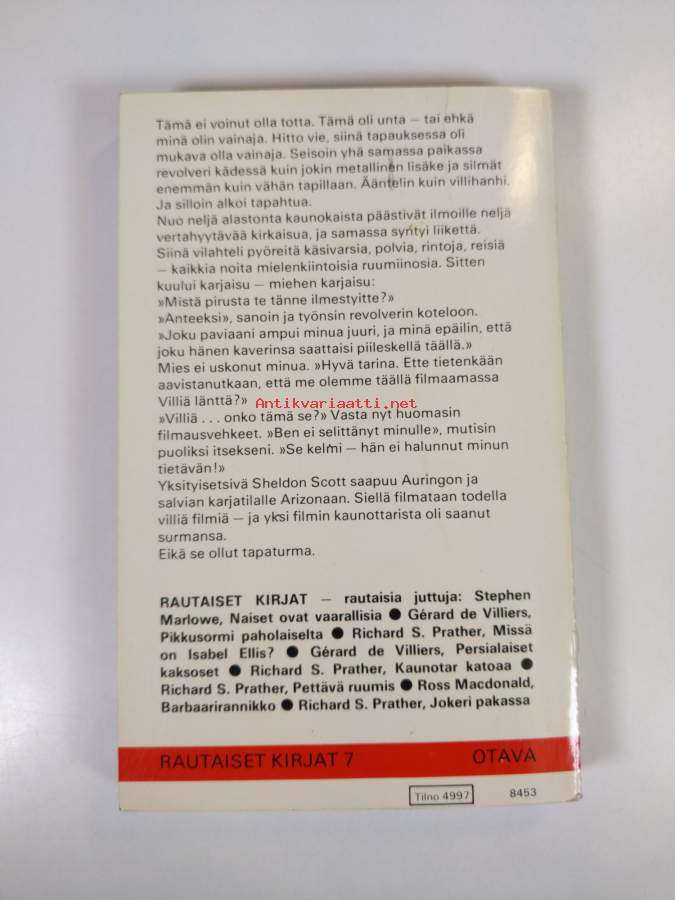 Tämä ei voinut olla totta. Tämä oli unta – tai ehkä
minä olin vainaja. Hitto vie, siinä tapauksessa oli
mukava olla vainaja. Seisoin yhä samassa paikassa
revolveri kädessä kuin jokin metallinen lisäke ja silmät
enemmän kuin vähän tapillaan. Ääntelin kuin villihanhi.
Ja silloin alkoi tapahtua.
Nuo neljä alastonta kaunokaista päästivät ilmoille neljä
vertahyytävää kirkaisua, ja samassa syntyi liikettä.
Siinä vilahteli pyöreitä käsivarsia, polvia, rintoja, reisiä
– kaikkia noita mielenkiintoisia ruumiinosia. Sitten
kuului karjaisu – miehen karjaisu:
»Mistä pirusta te tänne ilmestyitte?»
»Anteeksi», sanoin ja työnsin revolverin koteloon.
»Joku paviaani ampui minua juuri, ja minä epäilin, että
joku hänen kaverinsa saattaisi piileskellä täällä.»
Mies ei uskonut minua. »Hyvä tarina. Ette tietenkään
aavistanutkaan, että me olemme täällä filmaamassa
Villiä länttä?»
Antikvariaatti.net
»Villiä . . . onko tämä se?» Vasta nyt huomasin
filmausvehkeet. »Ben ei selittänyt minulle», mutisin
puoliksi itsekseni. »Se kelmi – hän ei halunnut minun
tietävän!»
Yksityisetsivä Sheldon Scott saapuu Auringon ja
salvian karjatilalle Arizonaan. Siellä filmataan todella
villiä filmiä – ja yksi filmin kaunottarista oli saanut
surmansa.
Eikä se ollut tapaturma.
RAUTAISET KIRJAT – rautaisia juttuja: Stephen
Marlowe, Naiset ovat vaarallisia ● Gérard de Villiers,
Pikkusormi paholaiselta ● Richard S. Prather, Missä
on Isabel Ellis? ● Gérard de Villiers, Persialaiset
kaksoset ● Richard S. Prather, Kaunotar katoaa ●
Richard S. Prather, Pettävä ruumis ● Ross Macdonald,
Barbaarirannikko ● Richard S. Prather, Jokeri pakassa
RAUTAISET KIRJAT 7 OTAVA
Tilno 4997 8453